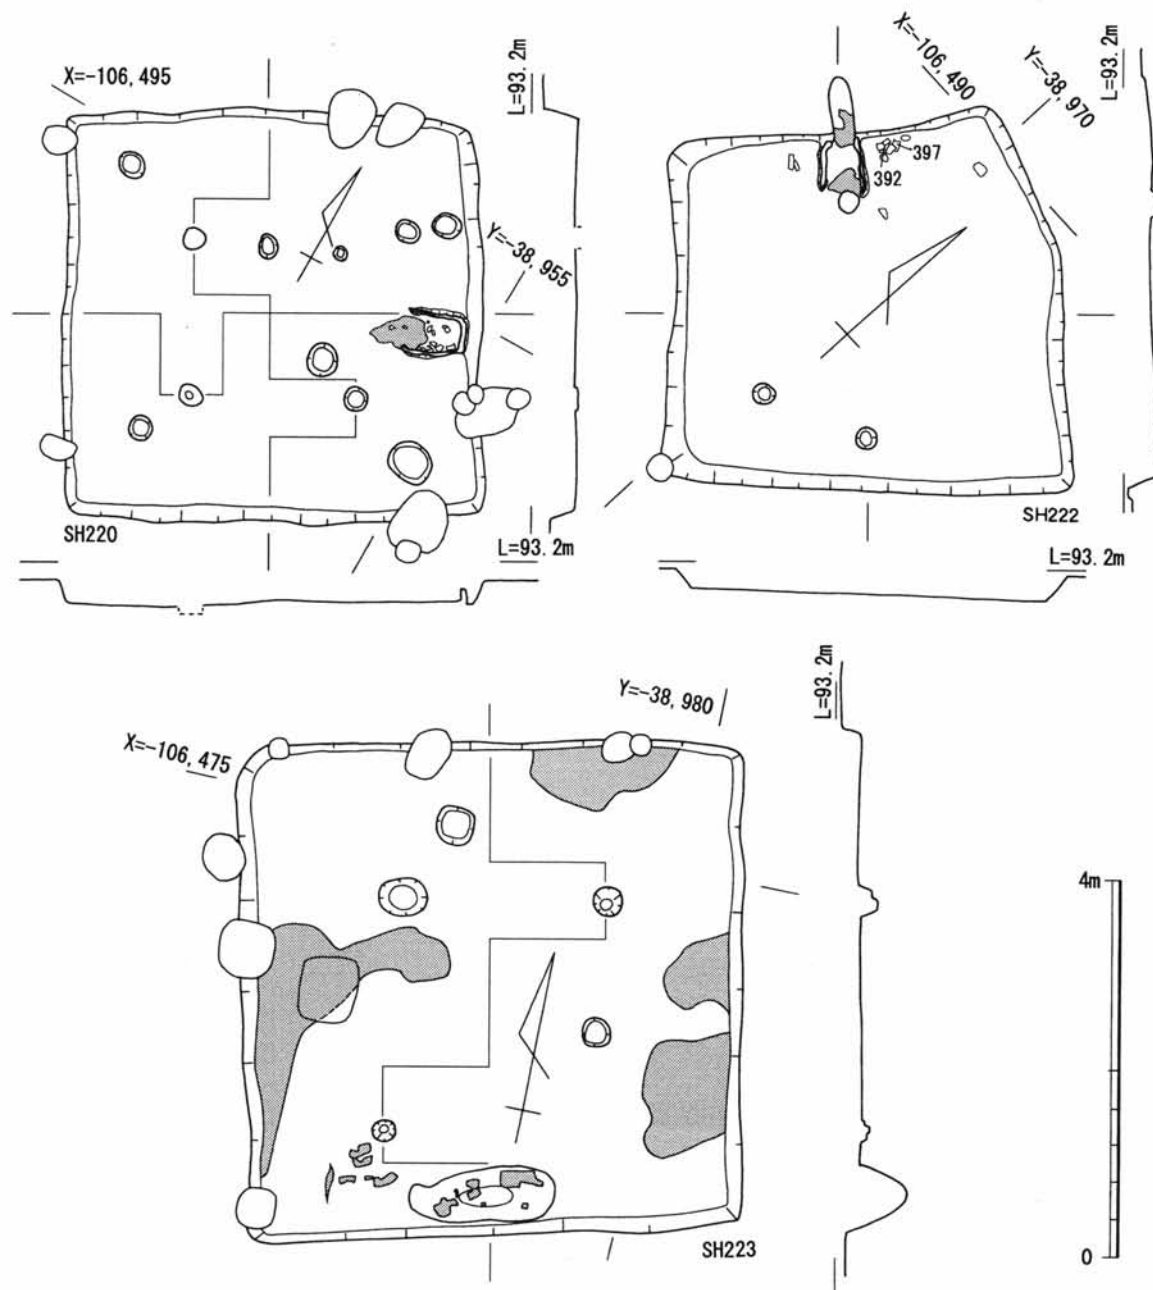 X=-106,495
L=93.2m
Y=-38,955
SH220
L=93.2m
X=-106,490
Y=-38,970
L=93.2m
397
392
SH222
L=93.2m
X=-106,475
Y=-38,980
L=93.2m
SH223
4m
0